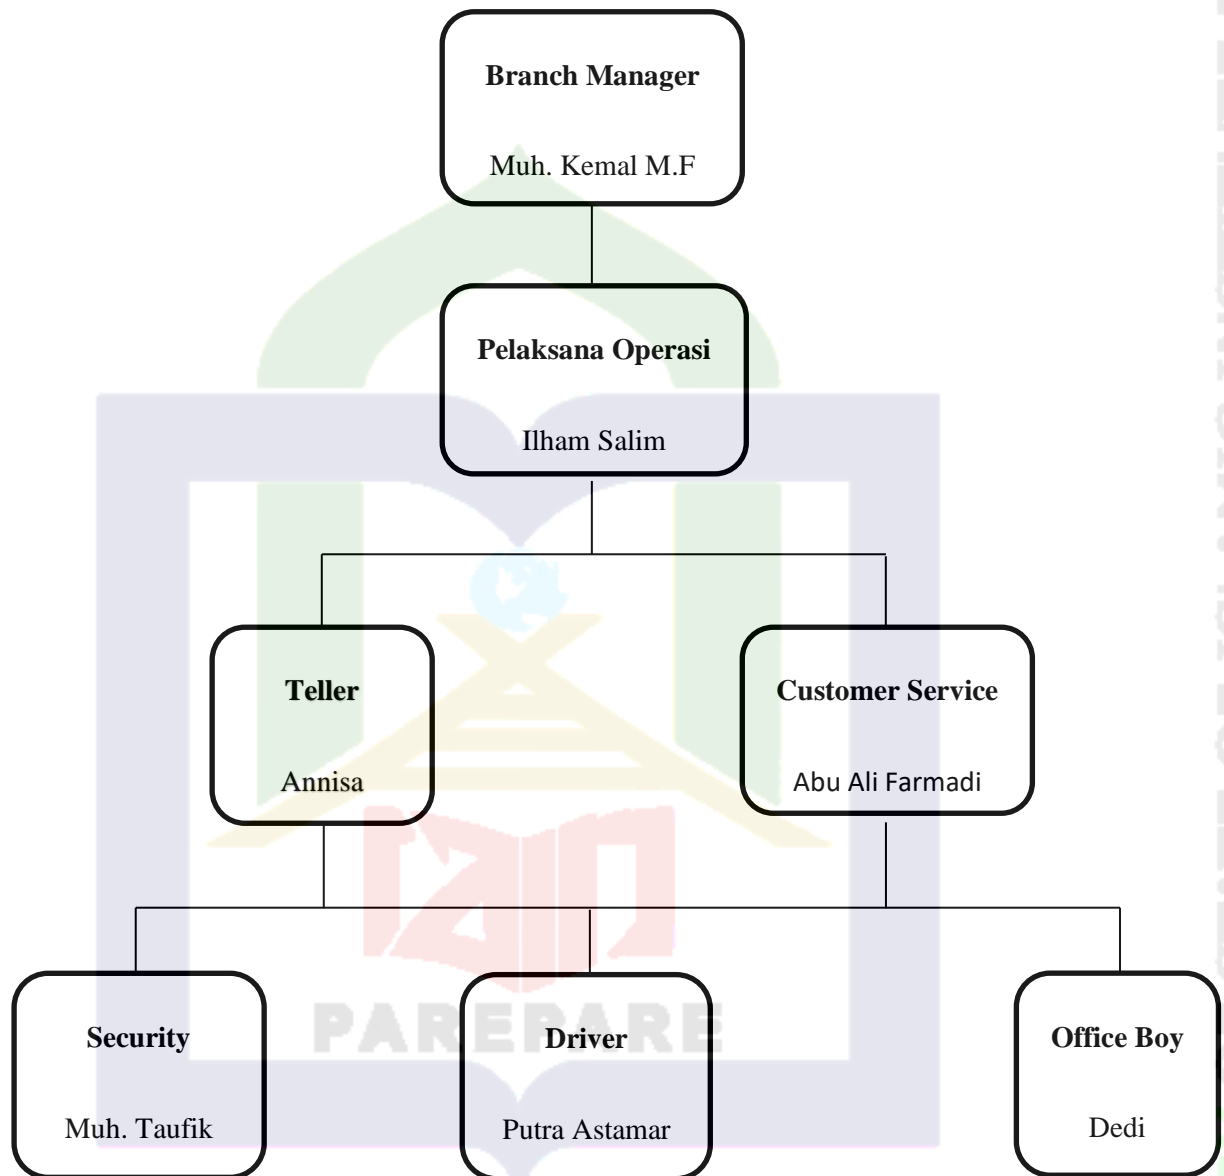 Branch Manager
Muh. Kemal M.F
Pelaksana Operasi
Ilham Salim
Teller
Annisa
Customer Service
Abu Ali Farmadi
Security
Muh. Taufik
Driver
Putra Astamar
Office Boy
Dedi
PAREPARE